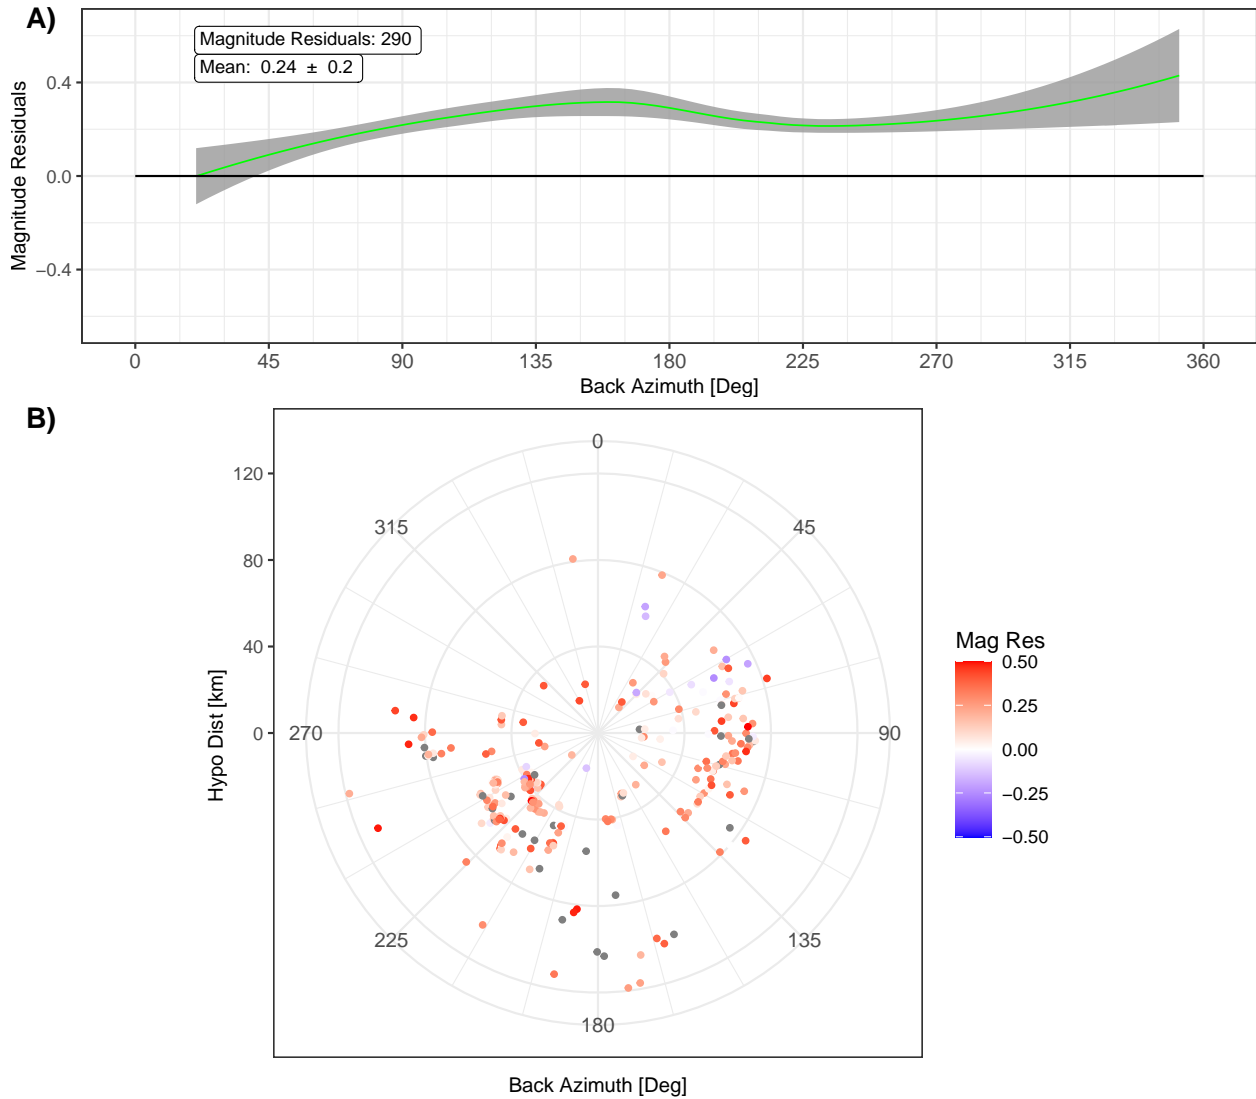 A)
Magnitude Residuals: 290
Mean: 0.24 ± 0.2
Magnitude Residuals
0.4
0.0
−0.4
0 45 90 135 180 225 270 315 360
Back Azimuth [Deg]
B)
Hypo Dist [km]
120
80
40
0
0
45
90
135
180
225
270
315
Back Azimuth [Deg]
Mag Res
0.50
0.25
0.00
−0.25
−0.50